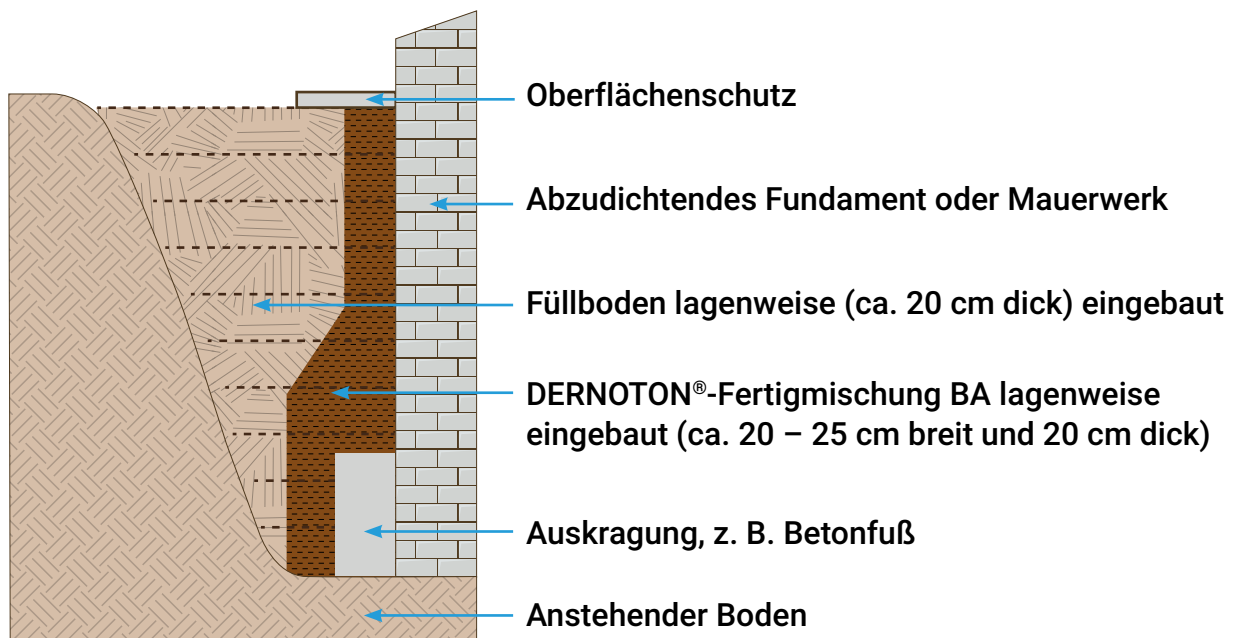 Oberflächenschutz
Abzudichtendes Fundament oder Mauerwerk
Füllboden lagenweise (ca. 20 cm dick) eingebaut
DERNOTON®-Fertigmischung BA lagenweise
eingebaut (ca. 20 – 25 cm breit und 20 cm dick)
Auskragung, z. B. Betonfuß
Anstehender Boden